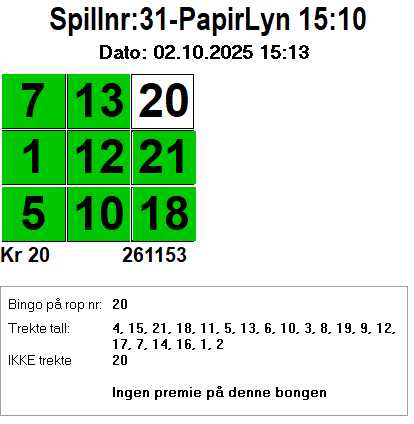 Spillnr:31-PapirLyn 15:10
Dato: 02.10.2025 15:13
7 13 20
1 12 21
5 10 18
Kr 20 261153
Bingo på rop nr: 20
Trekte tall: 4, 15, 21, 18, 11, 5, 13, 6, 10, 3, 8, 19, 9, 12,
17, 7, 14, 16, 1, 2
IKKE trekte 20
Ingen premie på denne bongen